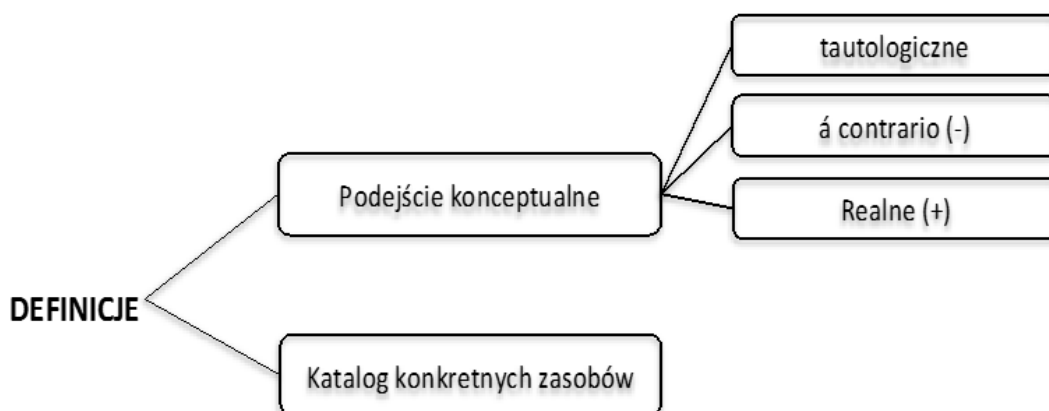 tautologiczne
á contrario (-)
Podejście konceptualne
Realne (+)
DEFINICJE
Katalog konkretnych zasobów